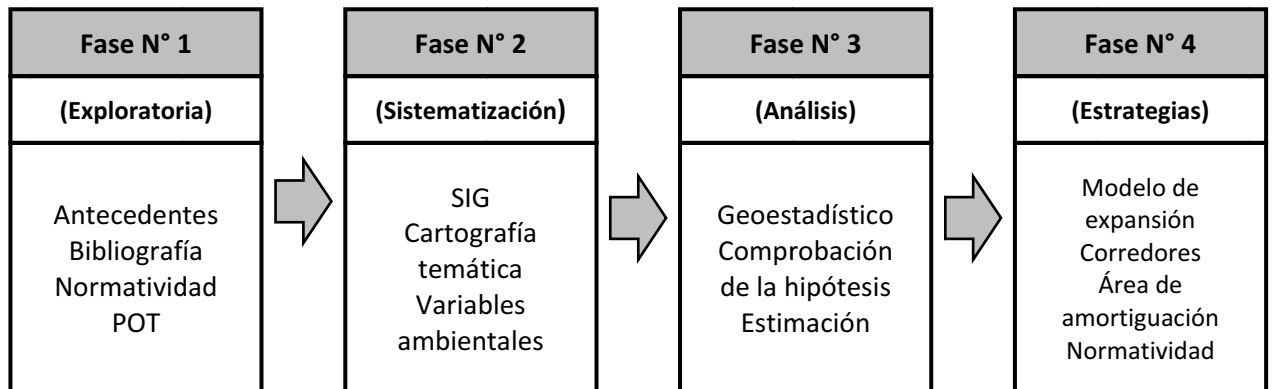 Fase N° 1
(Exploratoria)
Antecedentes
Bibliografía
Normatividad
POT
Fase N° 2
(Sistematización)
SIG
Cartografía
temática
Variables
ambientales
Fase N° 3
(Análisis)
Geoestadístico
Comprobación
de la hipótesis
Estimación
Fase N° 4
(Estrategias)
Modelo de
expansión
Corredores
Área de
amortiguación
Normatividad